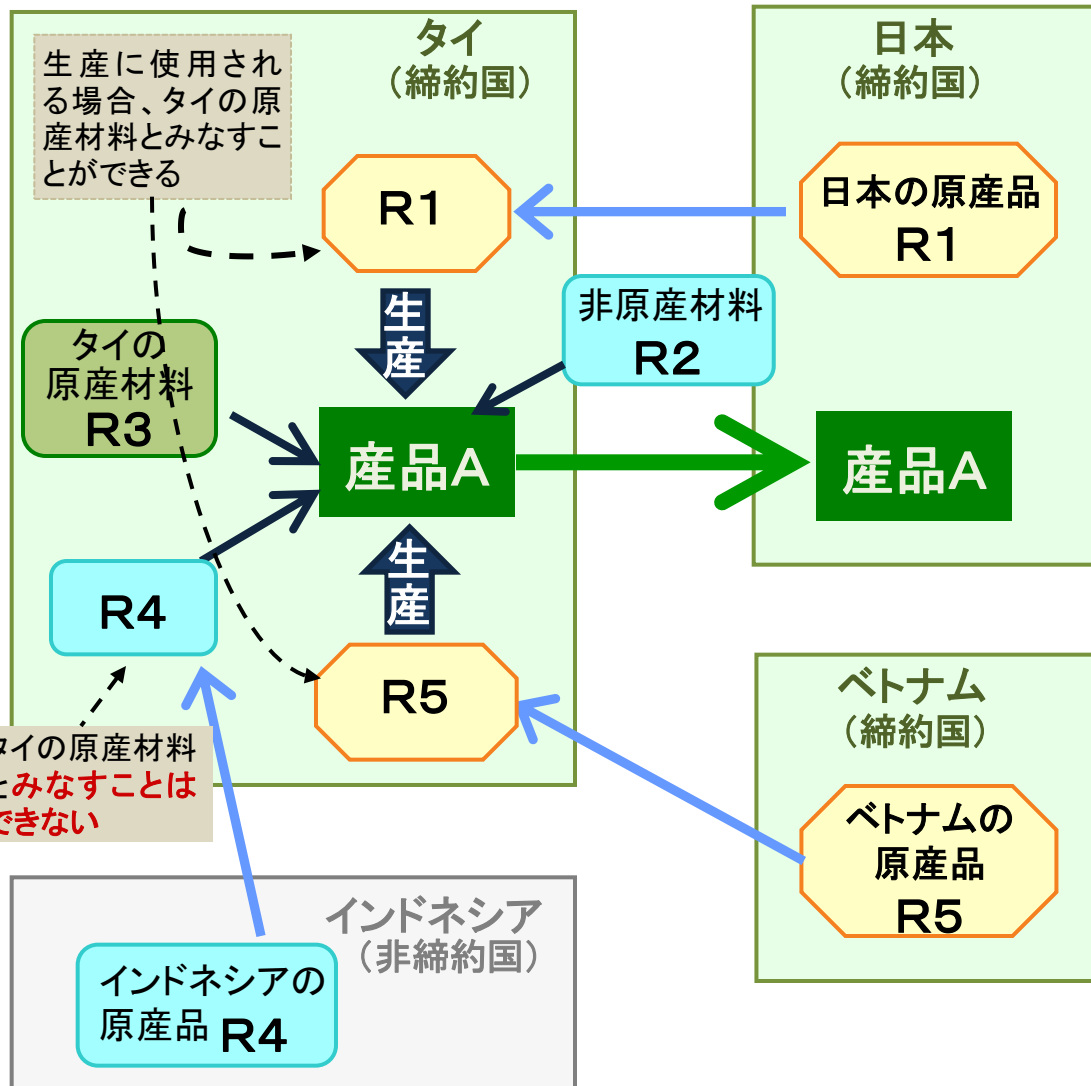 タイ
（締約国）
生産に使用され
る場合、タイの原
産材料とみなすこ
とができる
R1
日本
（締約国）
日本の原産品
R1
生産
非原産材料
R2
タイの
原産材料
R3
産品A
産品A
生産
R4
R5
タイの原産材料
とみなすことは
できない
ベトナム
（締約国）
ベトナムの
原産品
R5
インドネシア
（非締約国）
インドネシアの
原産品 R4